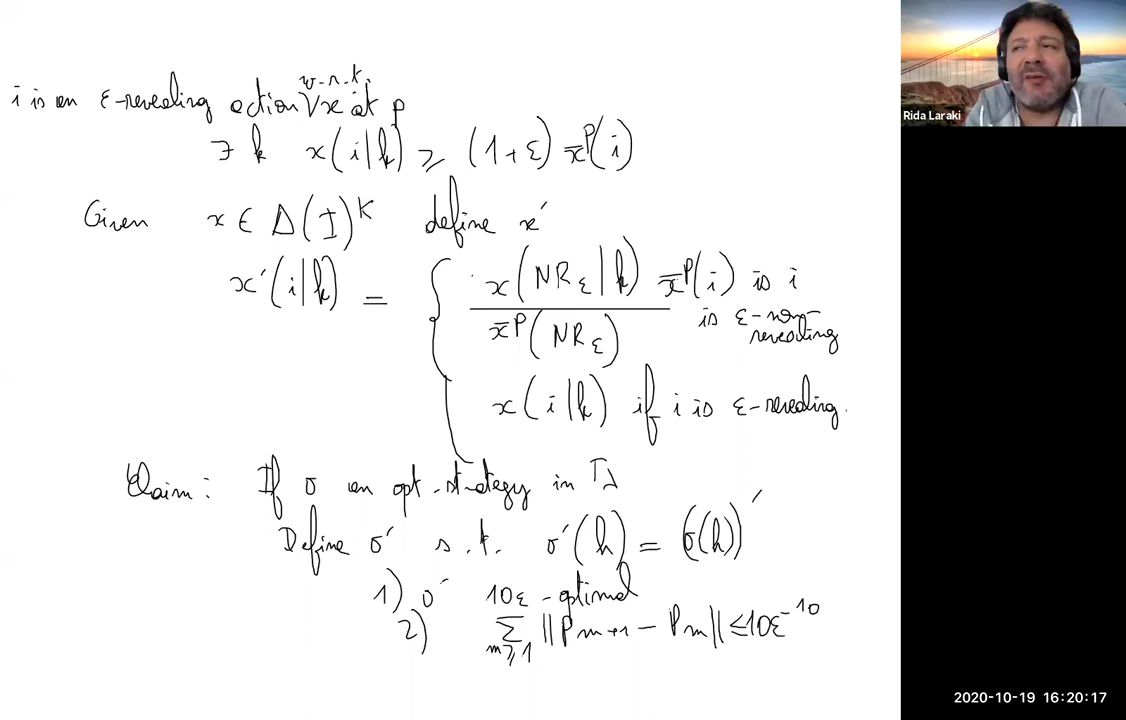 i is an ε-revealing action w.r.t. x at p
∃ k x(i|k) ⩾ (1+ε) x̄ᵖ(i)
Given x ∈ Δ(I)ᴷ define x′
x′(i|k) = { x(NR_ε|k) / x̄ᵖ(NR_ε) x̄ᵖ(i) is i
is ε-non-
revealing
x(i|k) if i is ε-revealing.
Claim: If σ an opt. strategy in Γλ
Define σ′ s.t. σ′(h) = (σ(h))′
1) σ′ 10ε-optimal
2) Σ_{m⩾1} ‖P_{m+1} − P_m‖ ≤ 10ε⁻¹⁰
Rida Laraki
2020-10-19 16:20:17